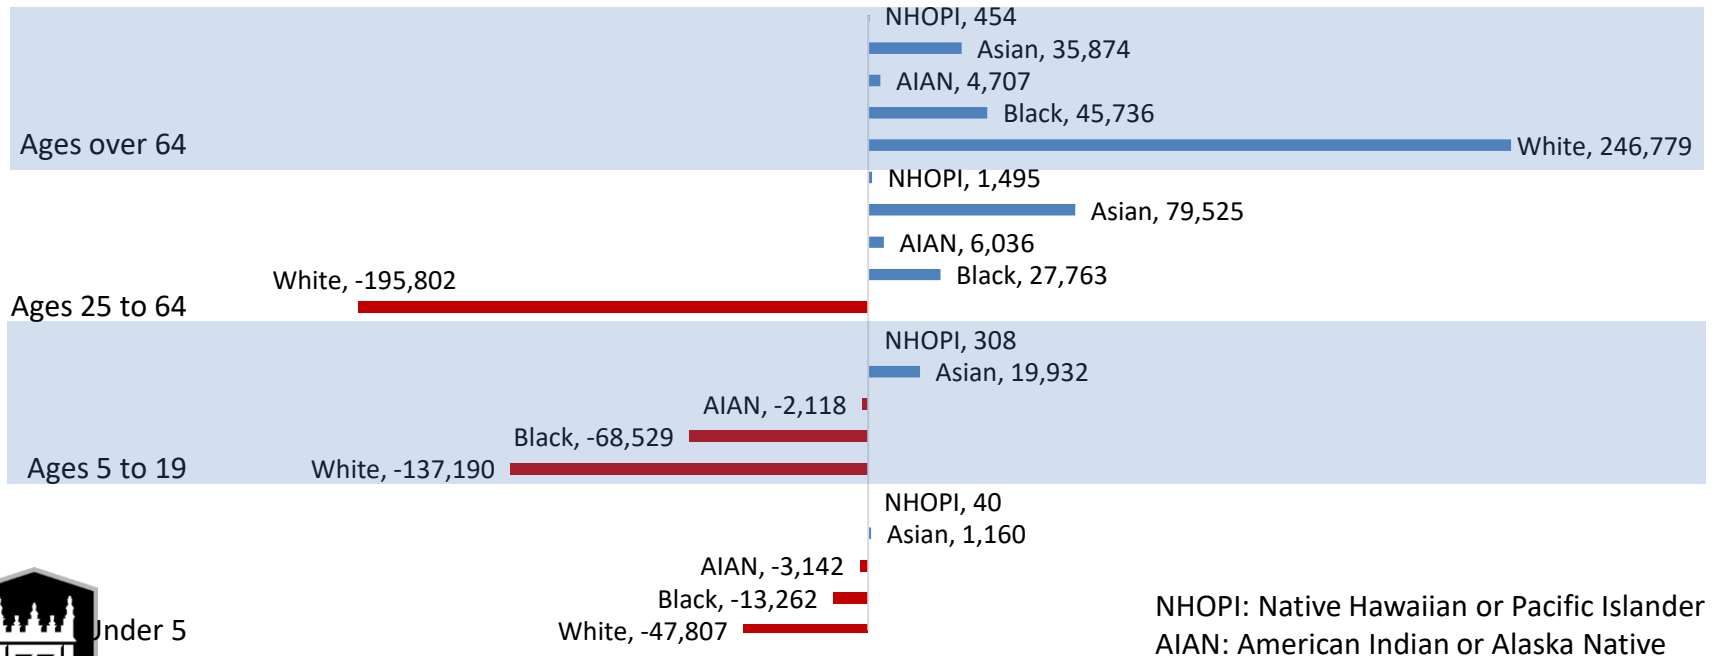 NHOPI, 454
Asian, 35,874
AIAN, 4,707
Black, 45,736
Ages over 64
White, 246,779
NHOPI, 1,495
Asian, 79,525
AIAN, 6,036
Black, 27,763
White, -195,802
Ages 25 to 64
NHOPI, 308
Asian, 19,932
AIAN, -2,118
Black, -68,529
Ages 5 to 19
White, -137,190
NHOPI, 40
Asian, 1,160
AIAN, -3,142
Black, -13,262
Under 5
White, -47,807
NHOPI: Native Hawaiian or Pacific Islander
AIAN: American Indian or Alaska Native